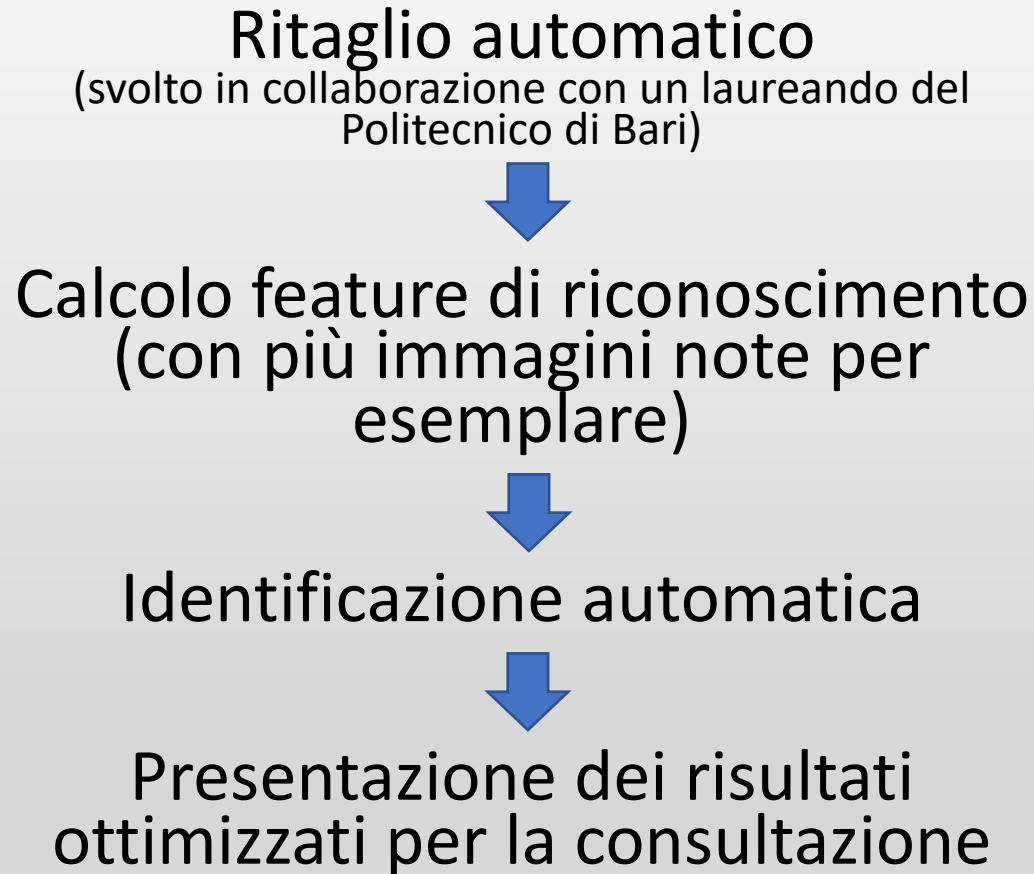 Ritaglio automatico
(svolto in collaborazione con un laureando del
Politecnico di Bari)
Calcolo feature di riconoscimento
(con più immagini note per
esemplare)
Identificazione automatica
Presentazione dei risultati
ottimizzati per la consultazione